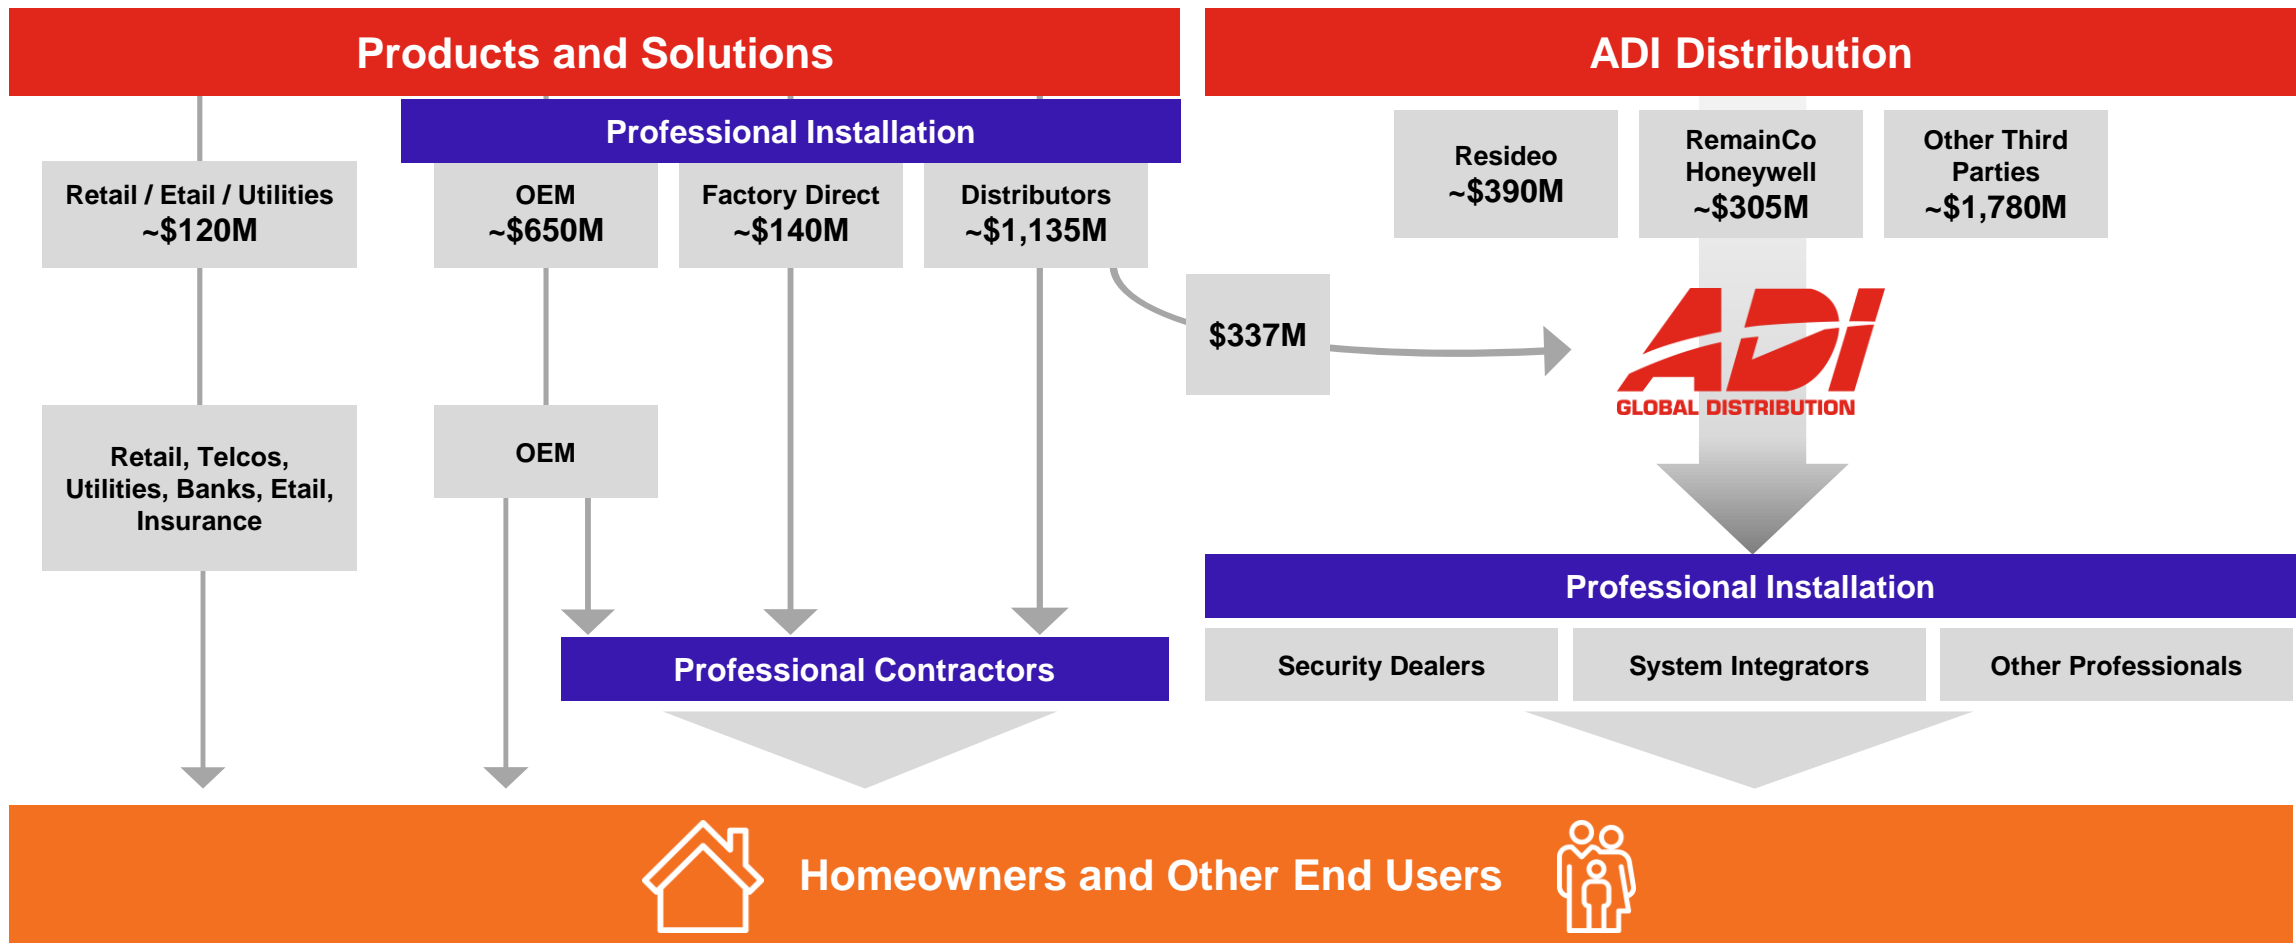 Products and Solutions
ADI Distribution
Professional Installation
Retail / Etail / Utilities
~$120M
OEM
~$650M
Factory Direct
~$140M
Distributors
~$1,135M
Resideo
~$390M
RemainCo
Honeywell
~$305M
Other Third
Parties
~$1,780M
$337M
ADI
GLOBAL DISTRIBUTION
Retail, Telcos,
Utilities, Banks, Etail,
Insurance
OEM
Professional Installation
Professional Contractors
Security Dealers
System Integrators
Other Professionals
Homeowners and Other End Users